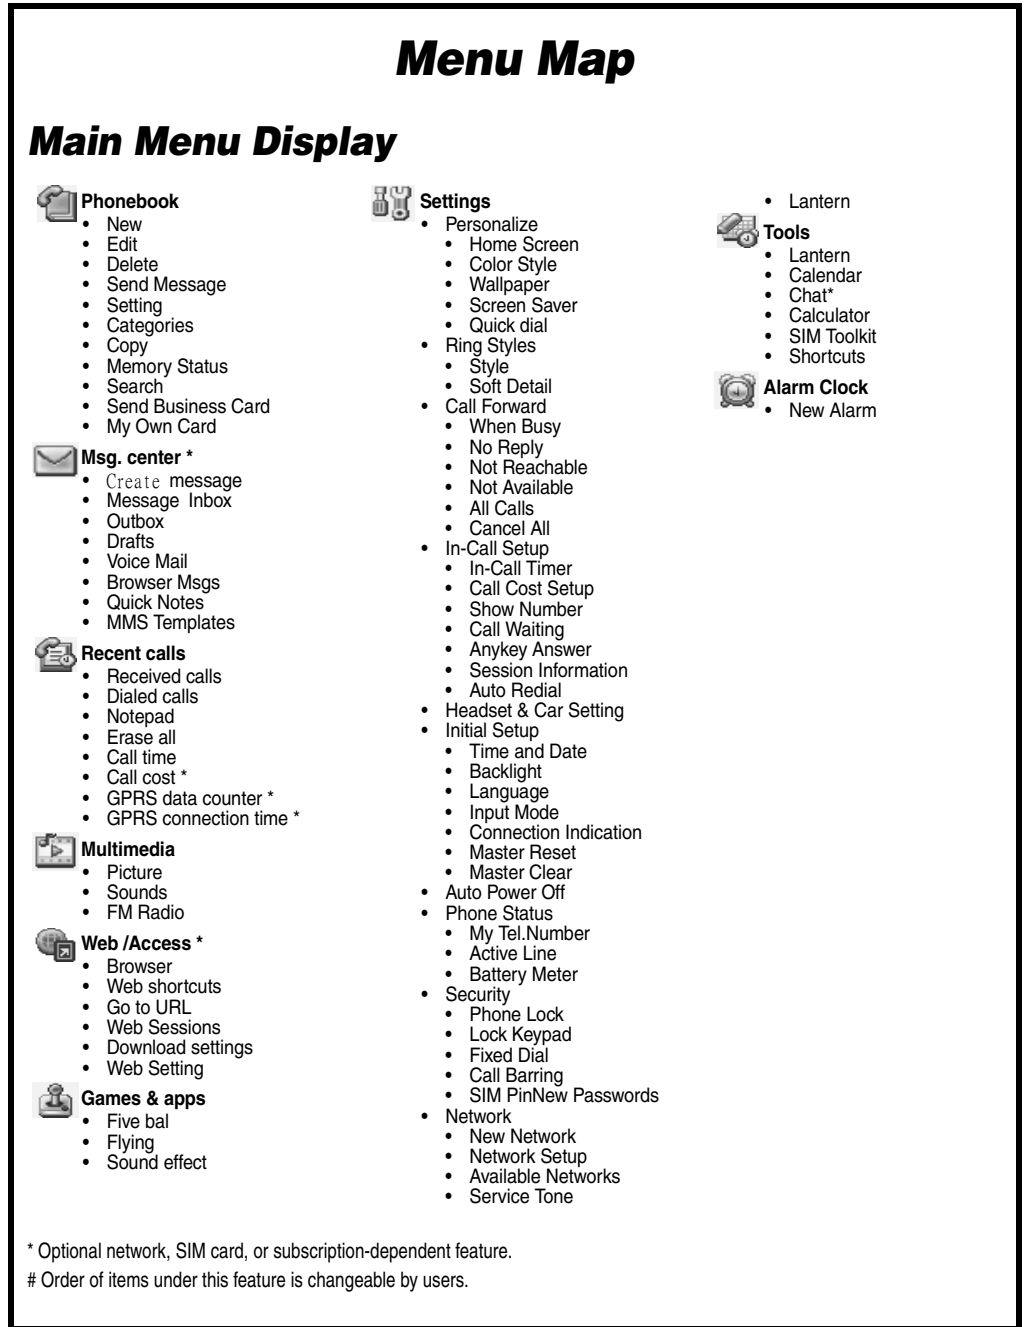 Menu Map
Main Menu Display
Phonebook
• New
• Edit
• Delete
• Send Message
• Setting
• Categories
• Copy
• Memory Status
• Search
• Send Business Card
• My Own Card
Msg. center *
• Create message
• Message Inbox
• Outbox
• Drafts
• Voice Mail
• Browser Msgs
• Quick Notes
• MMS Templates
Recent calls
• Received calls
• Dialed calls
• Notepad
• Erase all
• Call time
• Call cost *
• GPRS data counter *
• GPRS connection time *
Multimedia
• Picture
• Sounds
• FM Radio
Web /Access *
• Browser
• Web shortcuts
• Go to URL
• Web Sessions
• Download settings
• Web Setting
Games & apps
• Five bal
• Flying
• Sound effect
Settings
• Personalize
• Home Screen
• Color Style
• Wallpaper
• Screen Saver
• Quick dial
• Ring Styles
• Style
• Soft Detail
• Call Forward
• When Busy
• No Reply
• Not Reachable
• Not Available
• All Calls
• Cancel All
• In-Call Setup
• In-Call Timer
• Call Cost Setup
• Show Number
• Call Waiting
• Anykey Answer
• Session Information
• Auto Redial
• Headset & Car Setting
• Initial Setup
• Time and Date
• Backlight
• Language
• Input Mode
• Connection Indication
• Master Reset
• Master Clear
• Auto Power Off
• Phone Status
• My Tel.Number
• Active Line
• Battery Meter
• Security
• Phone Lock
• Lock Keypad
• Fixed Dial
• Call Barring
• SIM PinNew Passwords
• Network
• New Network
• Network Setup
• Available Networks
• Service Tone
• Lantern
Tools
• Lantern
• Calendar
• Chat*
• Calculator
• SIM Toolkit
• Shortcuts
Alarm Clock
• New Alarm
* Optional network, SIM card, or subscription-dependent feature.
# Order of items under this feature is changeable by users.